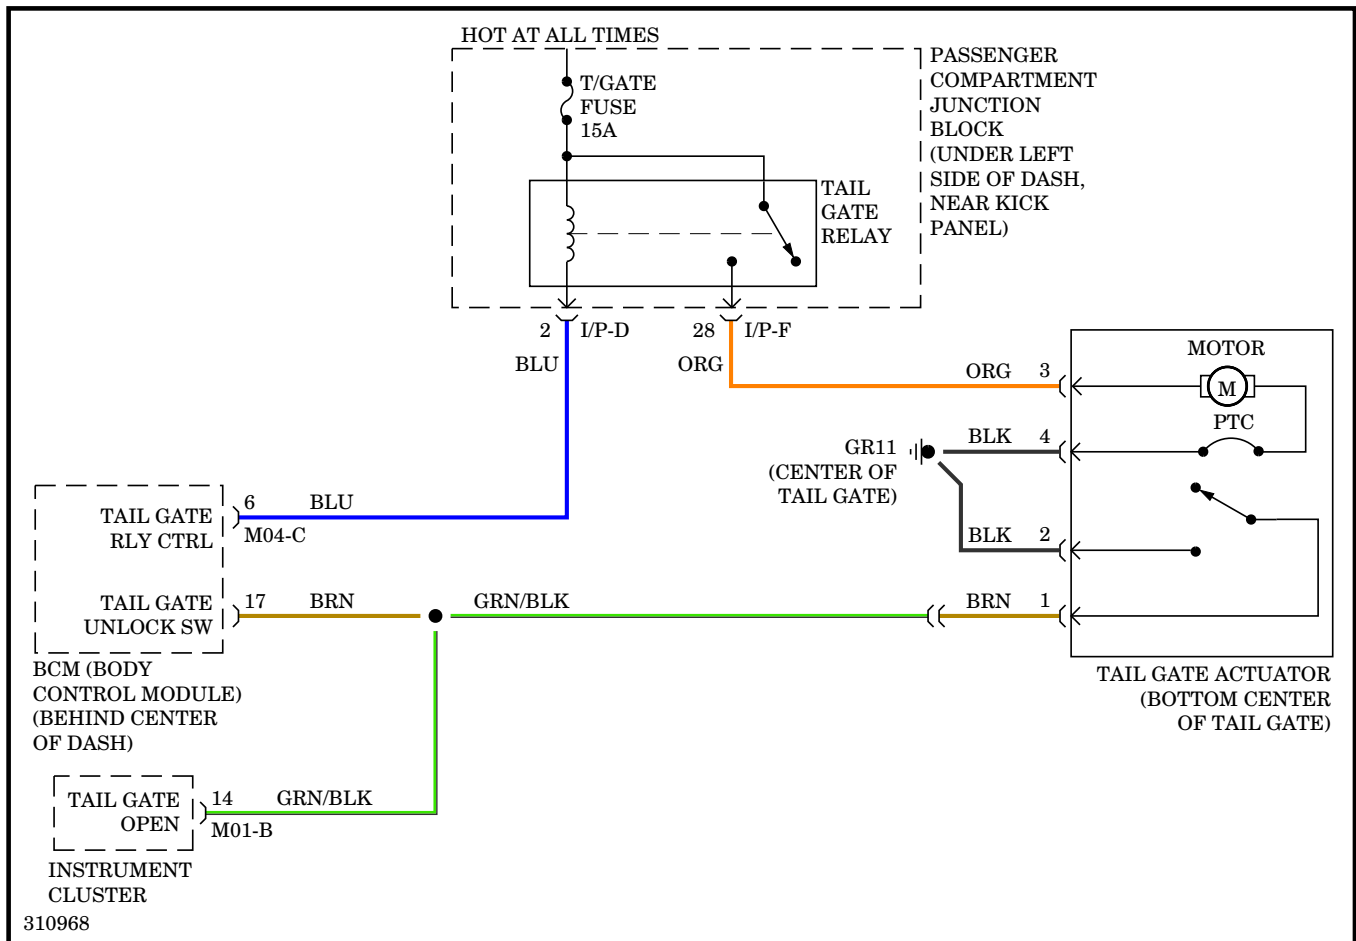 HOT AT ALL TIMES
T/GATE
FUSE
15A
PASSENGER
COMPARTMENT
JUNCTION
BLOCK
(UNDER LEFT
SIDE OF DASH,
NEAR KICK
PANEL)
TAIL
GATE
RELAY
2 I/P-D
28 I/P-F
BLU
ORG
ORG 3
MOTOR
M
PTC
BLK 4
GR11
(CENTER OF
TAIL GATE)
BLK 2
BRN 1
TAIL GATE ACTUATOR
(BOTTOM CENTER
OF TAIL GATE)
TAIL GATE
RLY CTRL
6 BLU
M04-C
TAIL GATE
UNLOCK SW
17 BRN
GRN/BLK
BCM (BODY
CONTROL MODULE)
(BEHIND CENTER
OF DASH)
TAIL GATE
OPEN
14 GRN/BLK
M01-B
INSTRUMENT
CLUSTER
310968